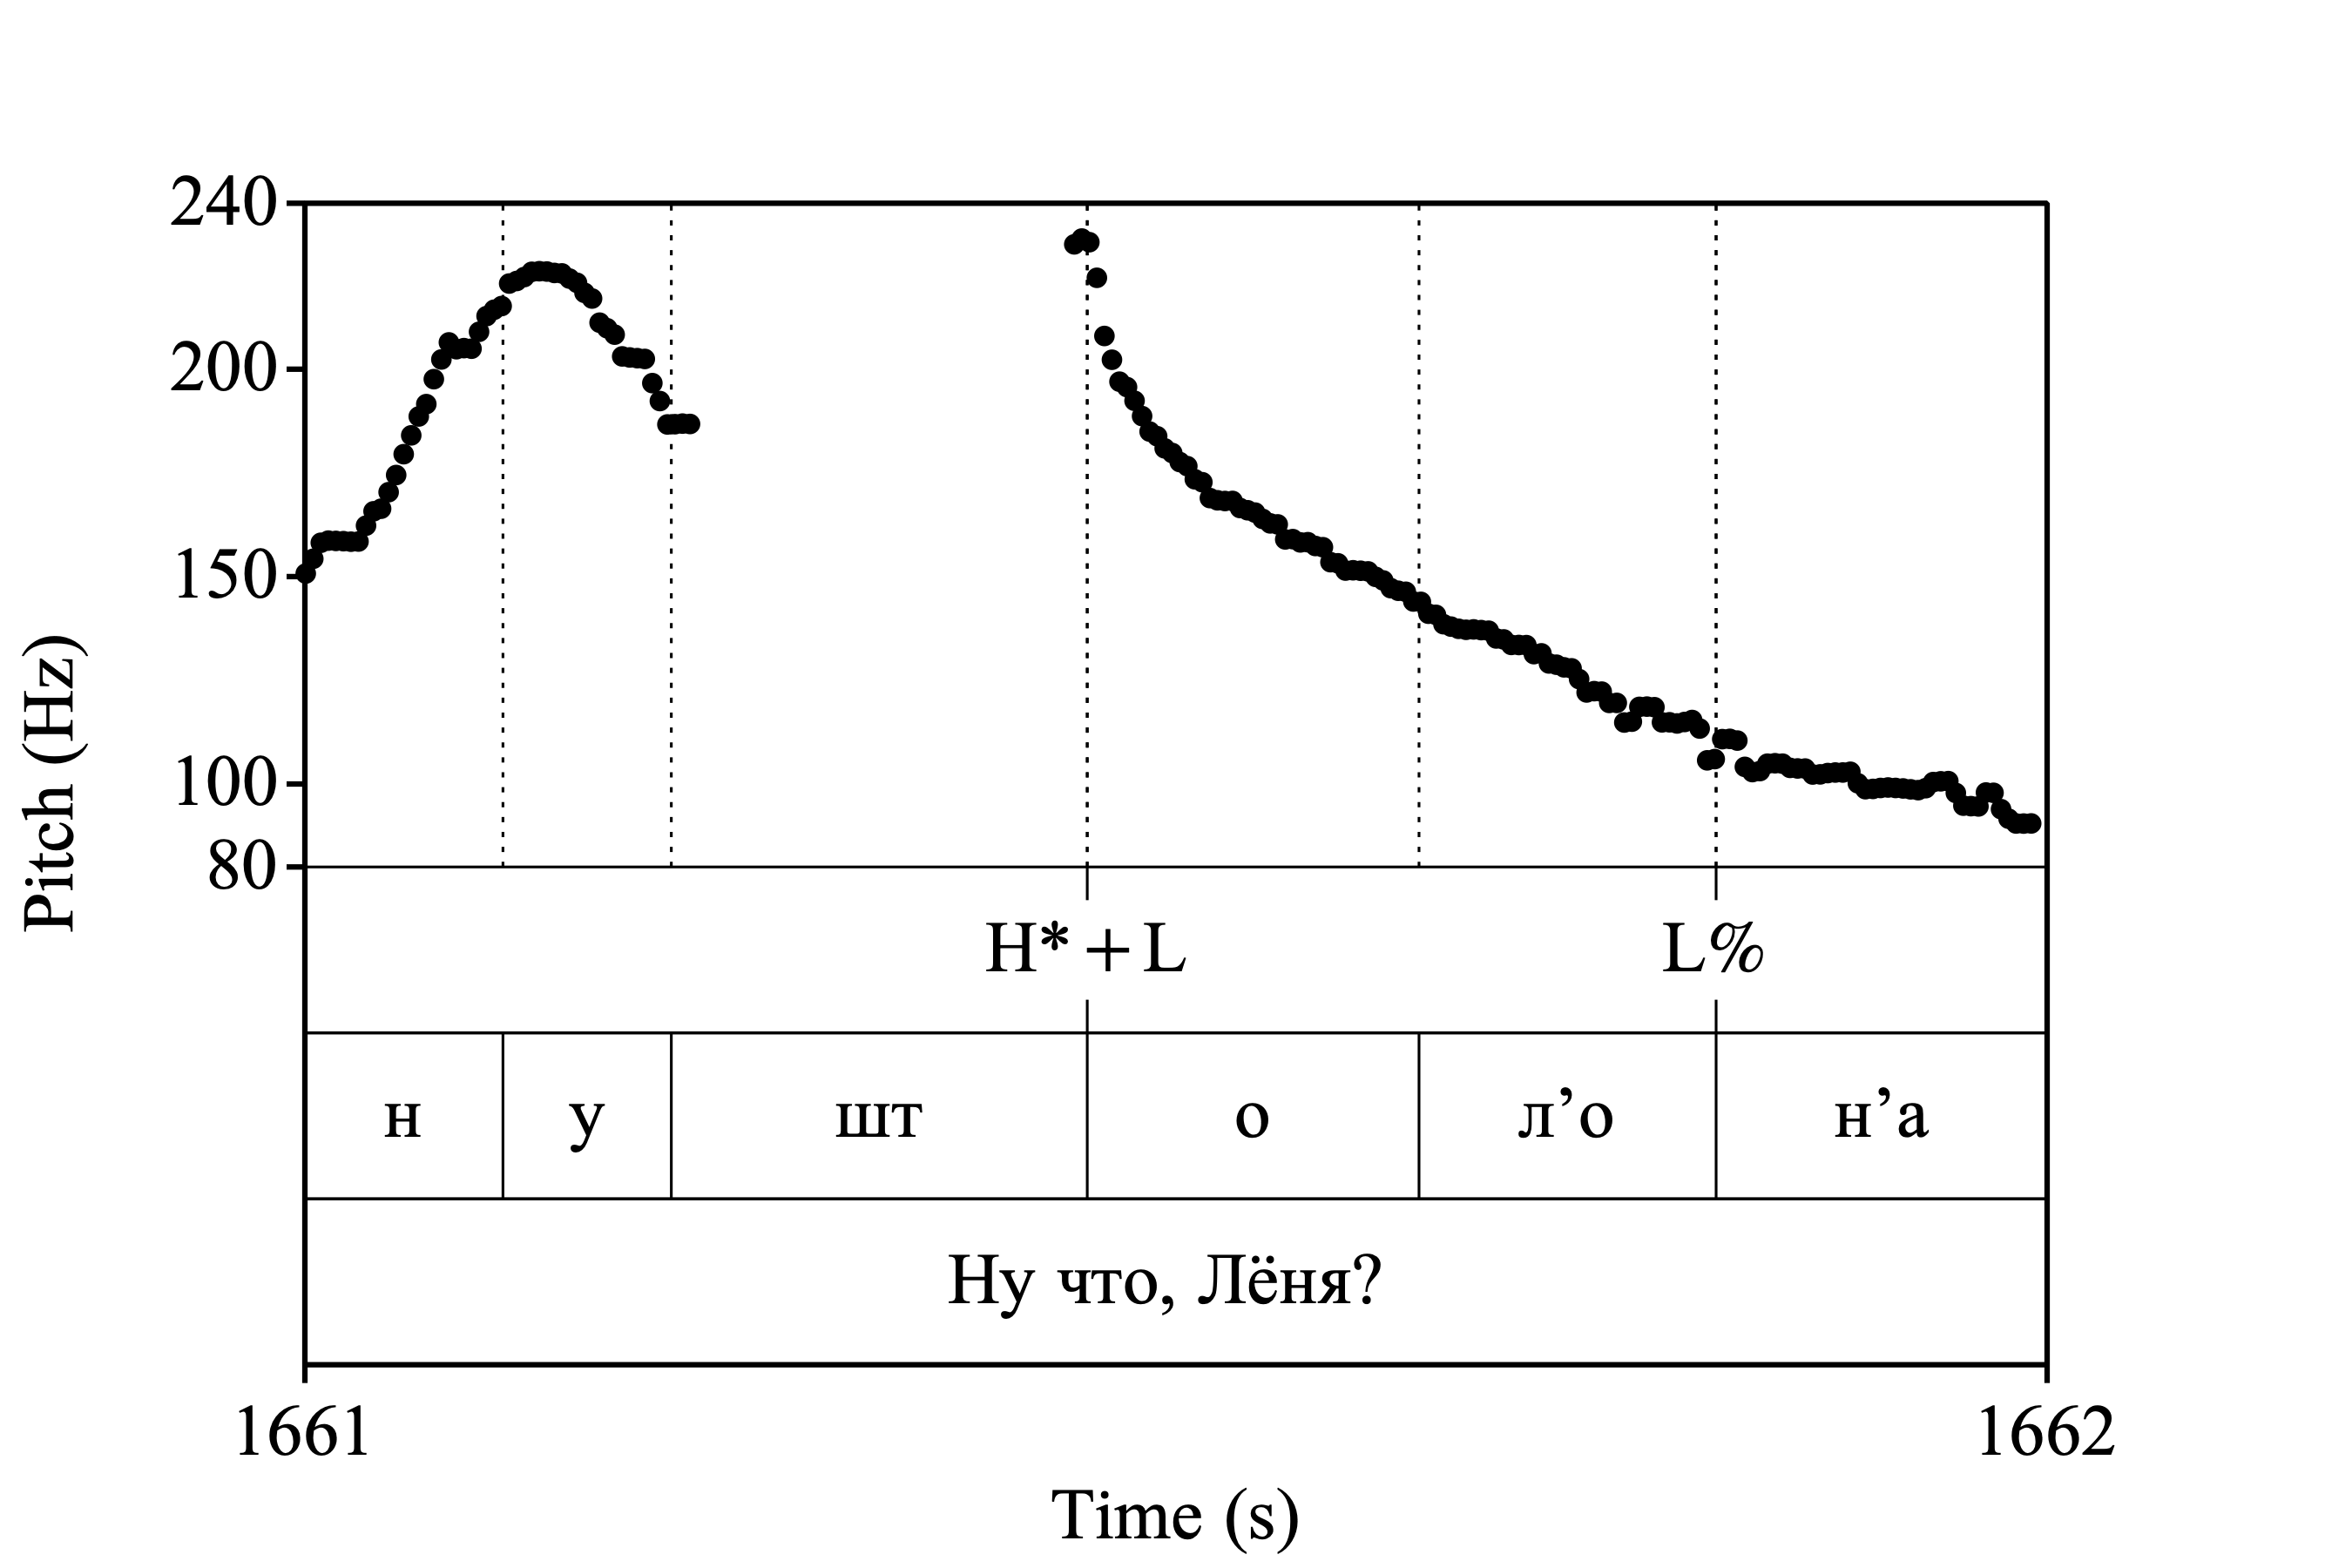 240
200
150
100
80
Pitch (Hz)
H* + L L%
н у шт о л’о н’а
Ну что, Лёня?
1661 1662
Time (s)